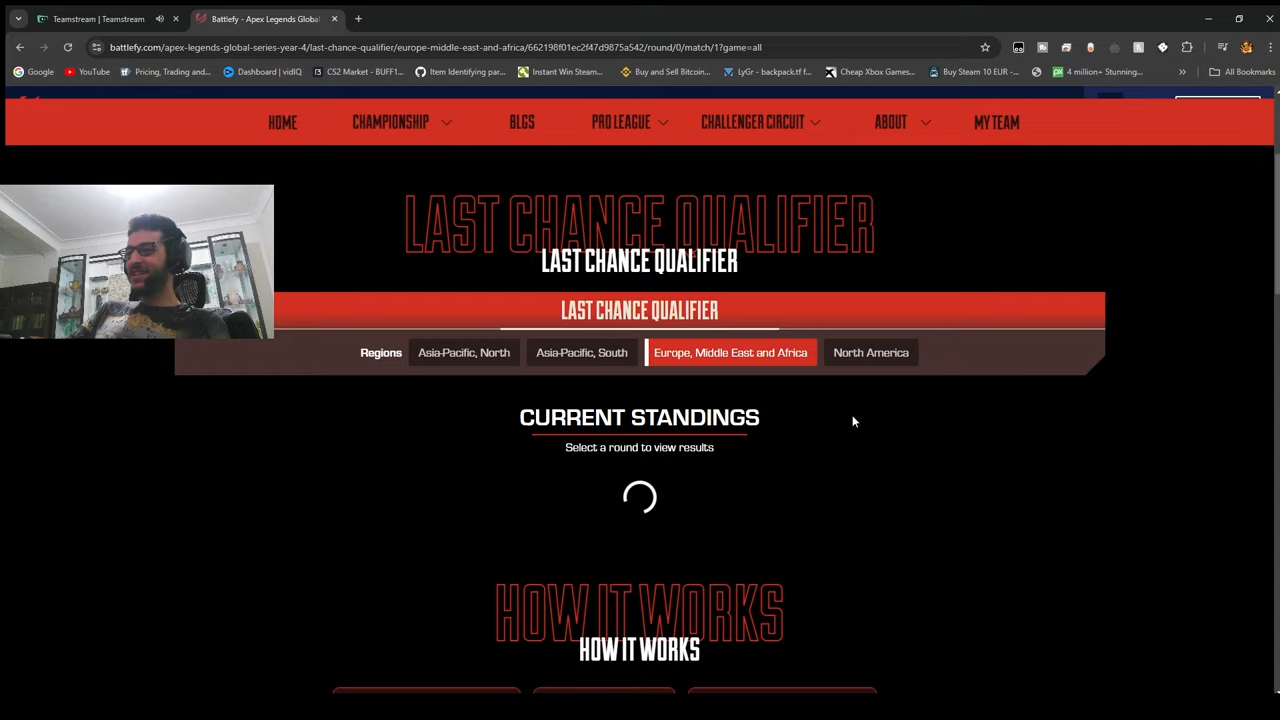 Teamstream | Teamstream
Battlefy - Apex Legends Global
battlefy.com/apex-legends-global-series-year-4/last-chance-qualifier/europe-middle-east-and-africa/662198f01ec2f47d9875a542/round/0/match/1?game=all
Google
YouTube
Pricing, Trading and...
Dashboard | vidIQ
CS2 Market - BUFF1...
Item Identifying par...
Instant Win Steam...
Buy and Sell Bitcoin...
LyGr - backpack.tf f...
Cheap Xbox Games...
Buy Steam 10 EUR -...
4 million+ Stunning...
All Bookmarks
HOME
CHAMPIONSHIP
BLGS
PRO LEAGUE
CHALLENGER CIRCUIT
ABOUT
MY TEAM
LAST CHANCE QUALIFIER
LAST CHANCE QUALIFIER
LAST CHANCE QUALIFIER
Regions
Asia-Pacific, North
Asia-Pacific, South
Europe, Middle East and Africa
North America
CURRENT STANDINGS
Select a round to view results
HOW IT WORKS
HOW IT WORKS